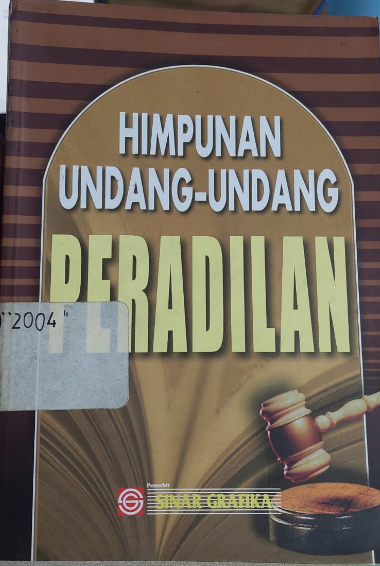 HIMPUNAN
UNDANG-UNDANG
PERADILAN
"2004"
Penerbit
SINAR GRAFIKA